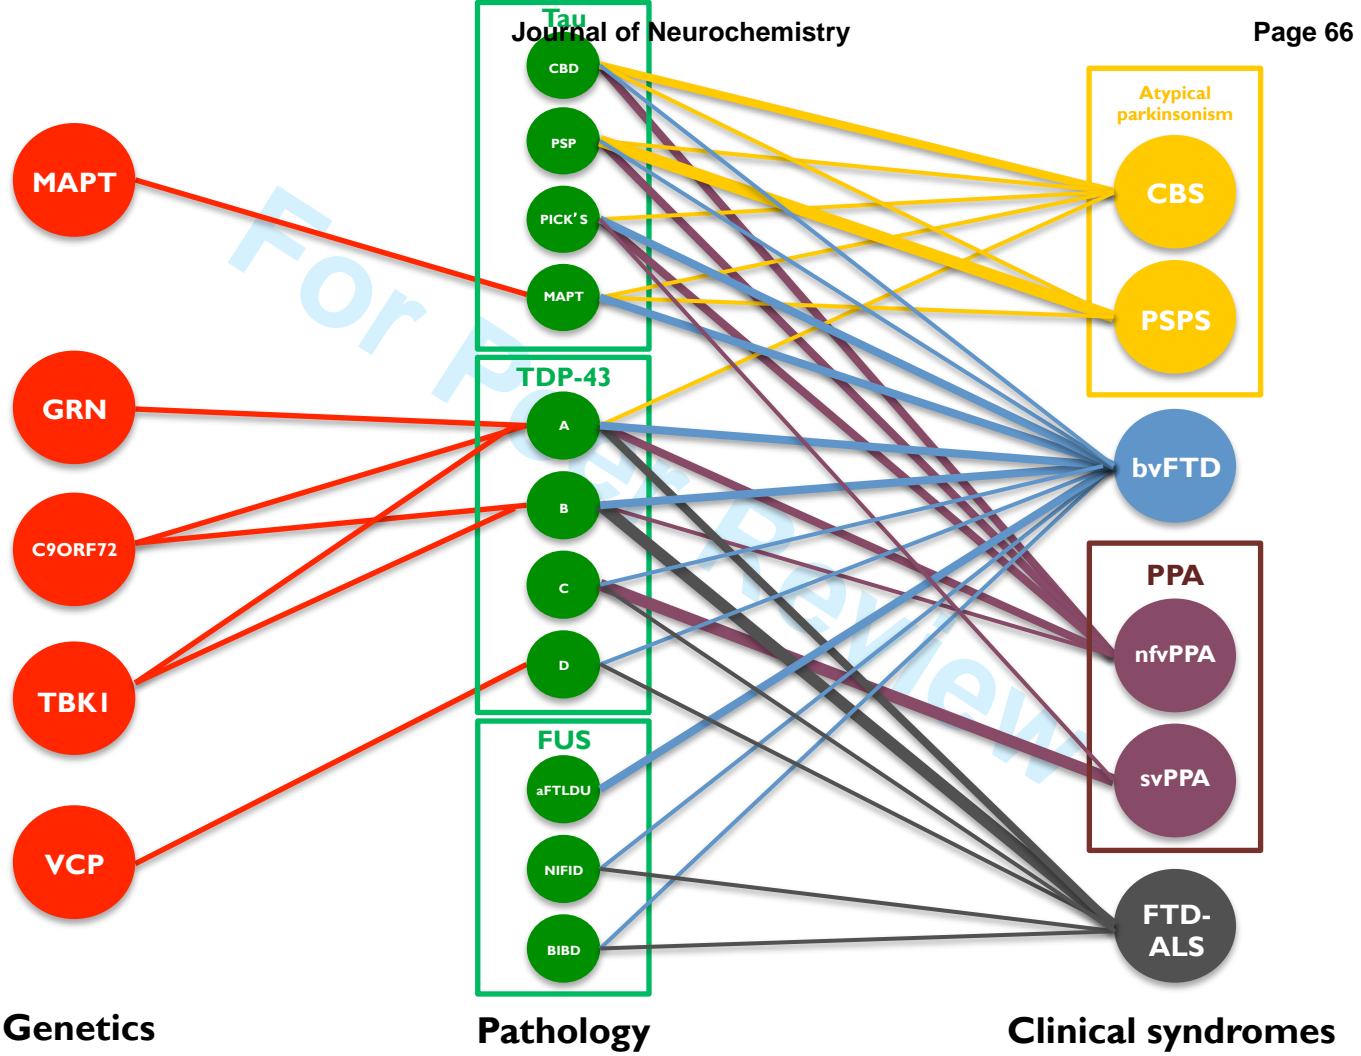 Journal of Neurochemistry
Page 66
Tau
CBD
PSP
PICK'S
MAPT
TDP-43
A
B
C
D
FUS
aFTLDU
NIFID
BIBD
MAPT
GRN
C9ORF72
TBK1
VCP
Atypical
parkinsonism
CBS
PSPS
bvFTD
PPA
nfvPPA
svPPA
FTD-
ALS
For Peer Review
Genetics
Pathology
Clinical syndromes